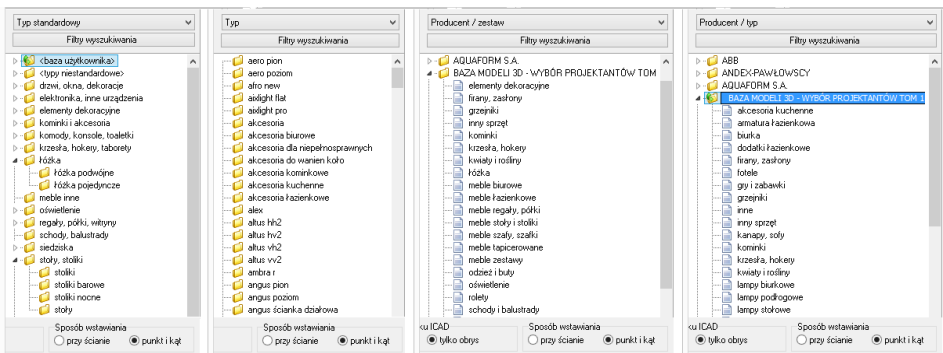 Typ standardowy
Filtry wyszukiwania
<baza użytkownika>
<typy niestandardowe>
drzwi, okna, dekoracje
elektronika, inne urządzenia
elementy dekoracyjne
kominki i akcesoria
komody, konsole, toaletki
krzesła, hokery, taborety
łóżka
łóżka podwójne
łóżka pojedyncze
meble inne
oświetlenie
regały, półki, witryny
schody, balustrady
siedziska
stoły, stoliki
stoliki
stoliki barowe
stoliki nocne
stoły
Sposób wstawiania
przy ścianie
punkt i kąt
Typ
Filtry wyszukiwania
aero pion
aero poziom
afro new
aixlight flat
aixlight pro
akcesoria
akcesoria biurowe
akcesoria dla niepełnosprawnych
akcesoria do wanien koło
akcesoria kominkowe
akcesoria kuchenne
akcesoria łazienkowe
alex
altus hh2
altus hv2
altus vh2
altus vv2
ambra r
angus pion
angus poziom
angus ścianka działowa
Sposób wstawiania
przy ścianie
punkt i kąt
Producent / zestaw
Filtry wyszukiwania
AQUAFORM S.A.
BAZA MODELI 3D - WYBÓR PROJEKTANTÓW TOM
elementy dekoracyjne
firany, zasłony
grzejniki
inny sprzęt
kominki
krzesła, hokery
kwiaty i rośliny
łóżka
meble biurowe
meble łazienkowe
meble regały, półki
meble stoły i stoliki
meble szafy, szafki
meble tapicerowane
meble zestawy
odzież i buty
oświetlenie
rolety
schody i balustrady
ku ICAD
tylko obrys
Sposób wstawiania
przy ścianie
punkt i kąt
Producent / typ
Filtry wyszukiwania
ABB
ANDEX-PAWŁOWSCY
AQUAFORM S.A.
BAZA MODELI 3D - WYBÓR PROJEKTANTÓW TOM 1
akcesoria kuchenne
armatura łazienkowa
biurka
dodatki łazienkowe
firany, zasłony
fotele
gry i zabawki
grzejniki
inne
inny sprzęt
kanapy, sofy
kominki
krzesła, hokery
kwiaty i rośliny
lampy biurkowe
lampy podłogowe
lampy stołowe
ku ICAD
tylko obrys
Sposób wstawiania
przy ścianie
punkt i kąt